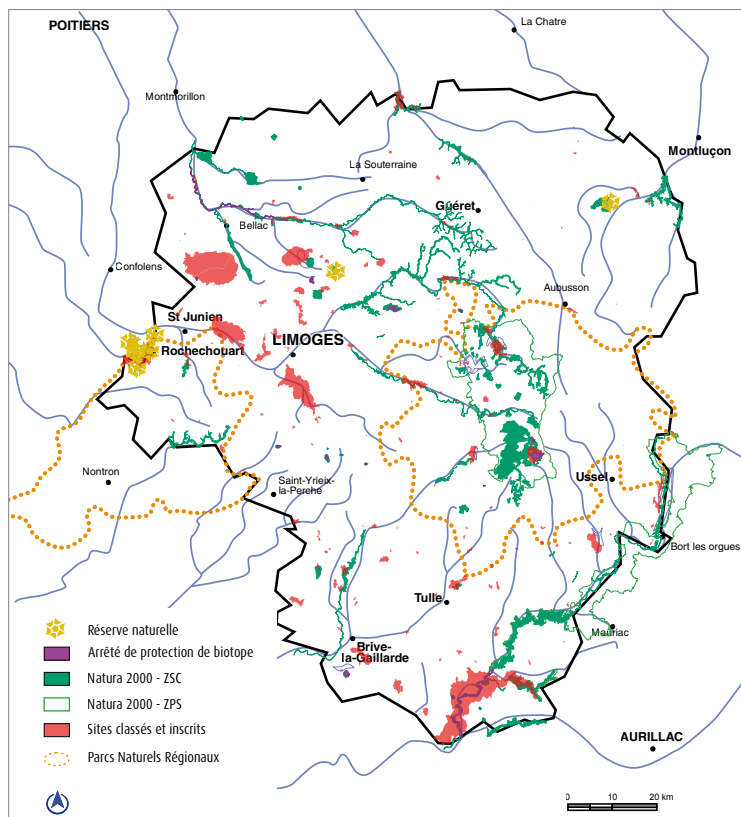 POITIERS
La Chatre
Montmorillon
Montluçon
La Souterraine
Guéret
Bellac
Confolens
Aubusson
St Junien
LIMOGES
Rochechouart
Nontron
Ussel
Saint-Yrieix-
la-Perche
Bort les orgues
Tulle
Mauriac
Brive-
la-Gaillarde
AURILLAC
Réserve naturelle
Arrêté de protection de biotope
Natura 2000 - ZSC
Natura 2000 - ZPS
Sites classés et inscrits
Parcs Naturels Régionaux
0 10 20 km